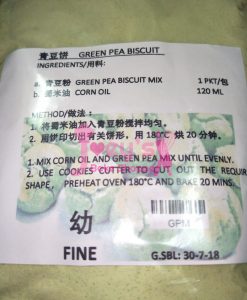 青豆饼 GREEN PEA BISCUIT
INGREDIENTS/用料:
a. 青豆粉 GREEN PEA BISCUIT MIX 1 PKT/包
b. 蜀米油 CORN OIL 120 ML
METHOD/做法:
1. 将蜀米油加入青豆粉搅拌均匀.
2. 用饼印切出有关饼形, 用 180℃ 烘 20 分钟.
1. MIX CORN OIL AND GREEN PEA MIX UNTIL EVENLY.
2. USE COOKIES CUTTER TO CUT OUT THE REQUIR
SHAPE, PREHEAT OVEN 180℃ AND BAKE 20 MINS.
幼
FINE
GPM
G.SBL: 30-7-18